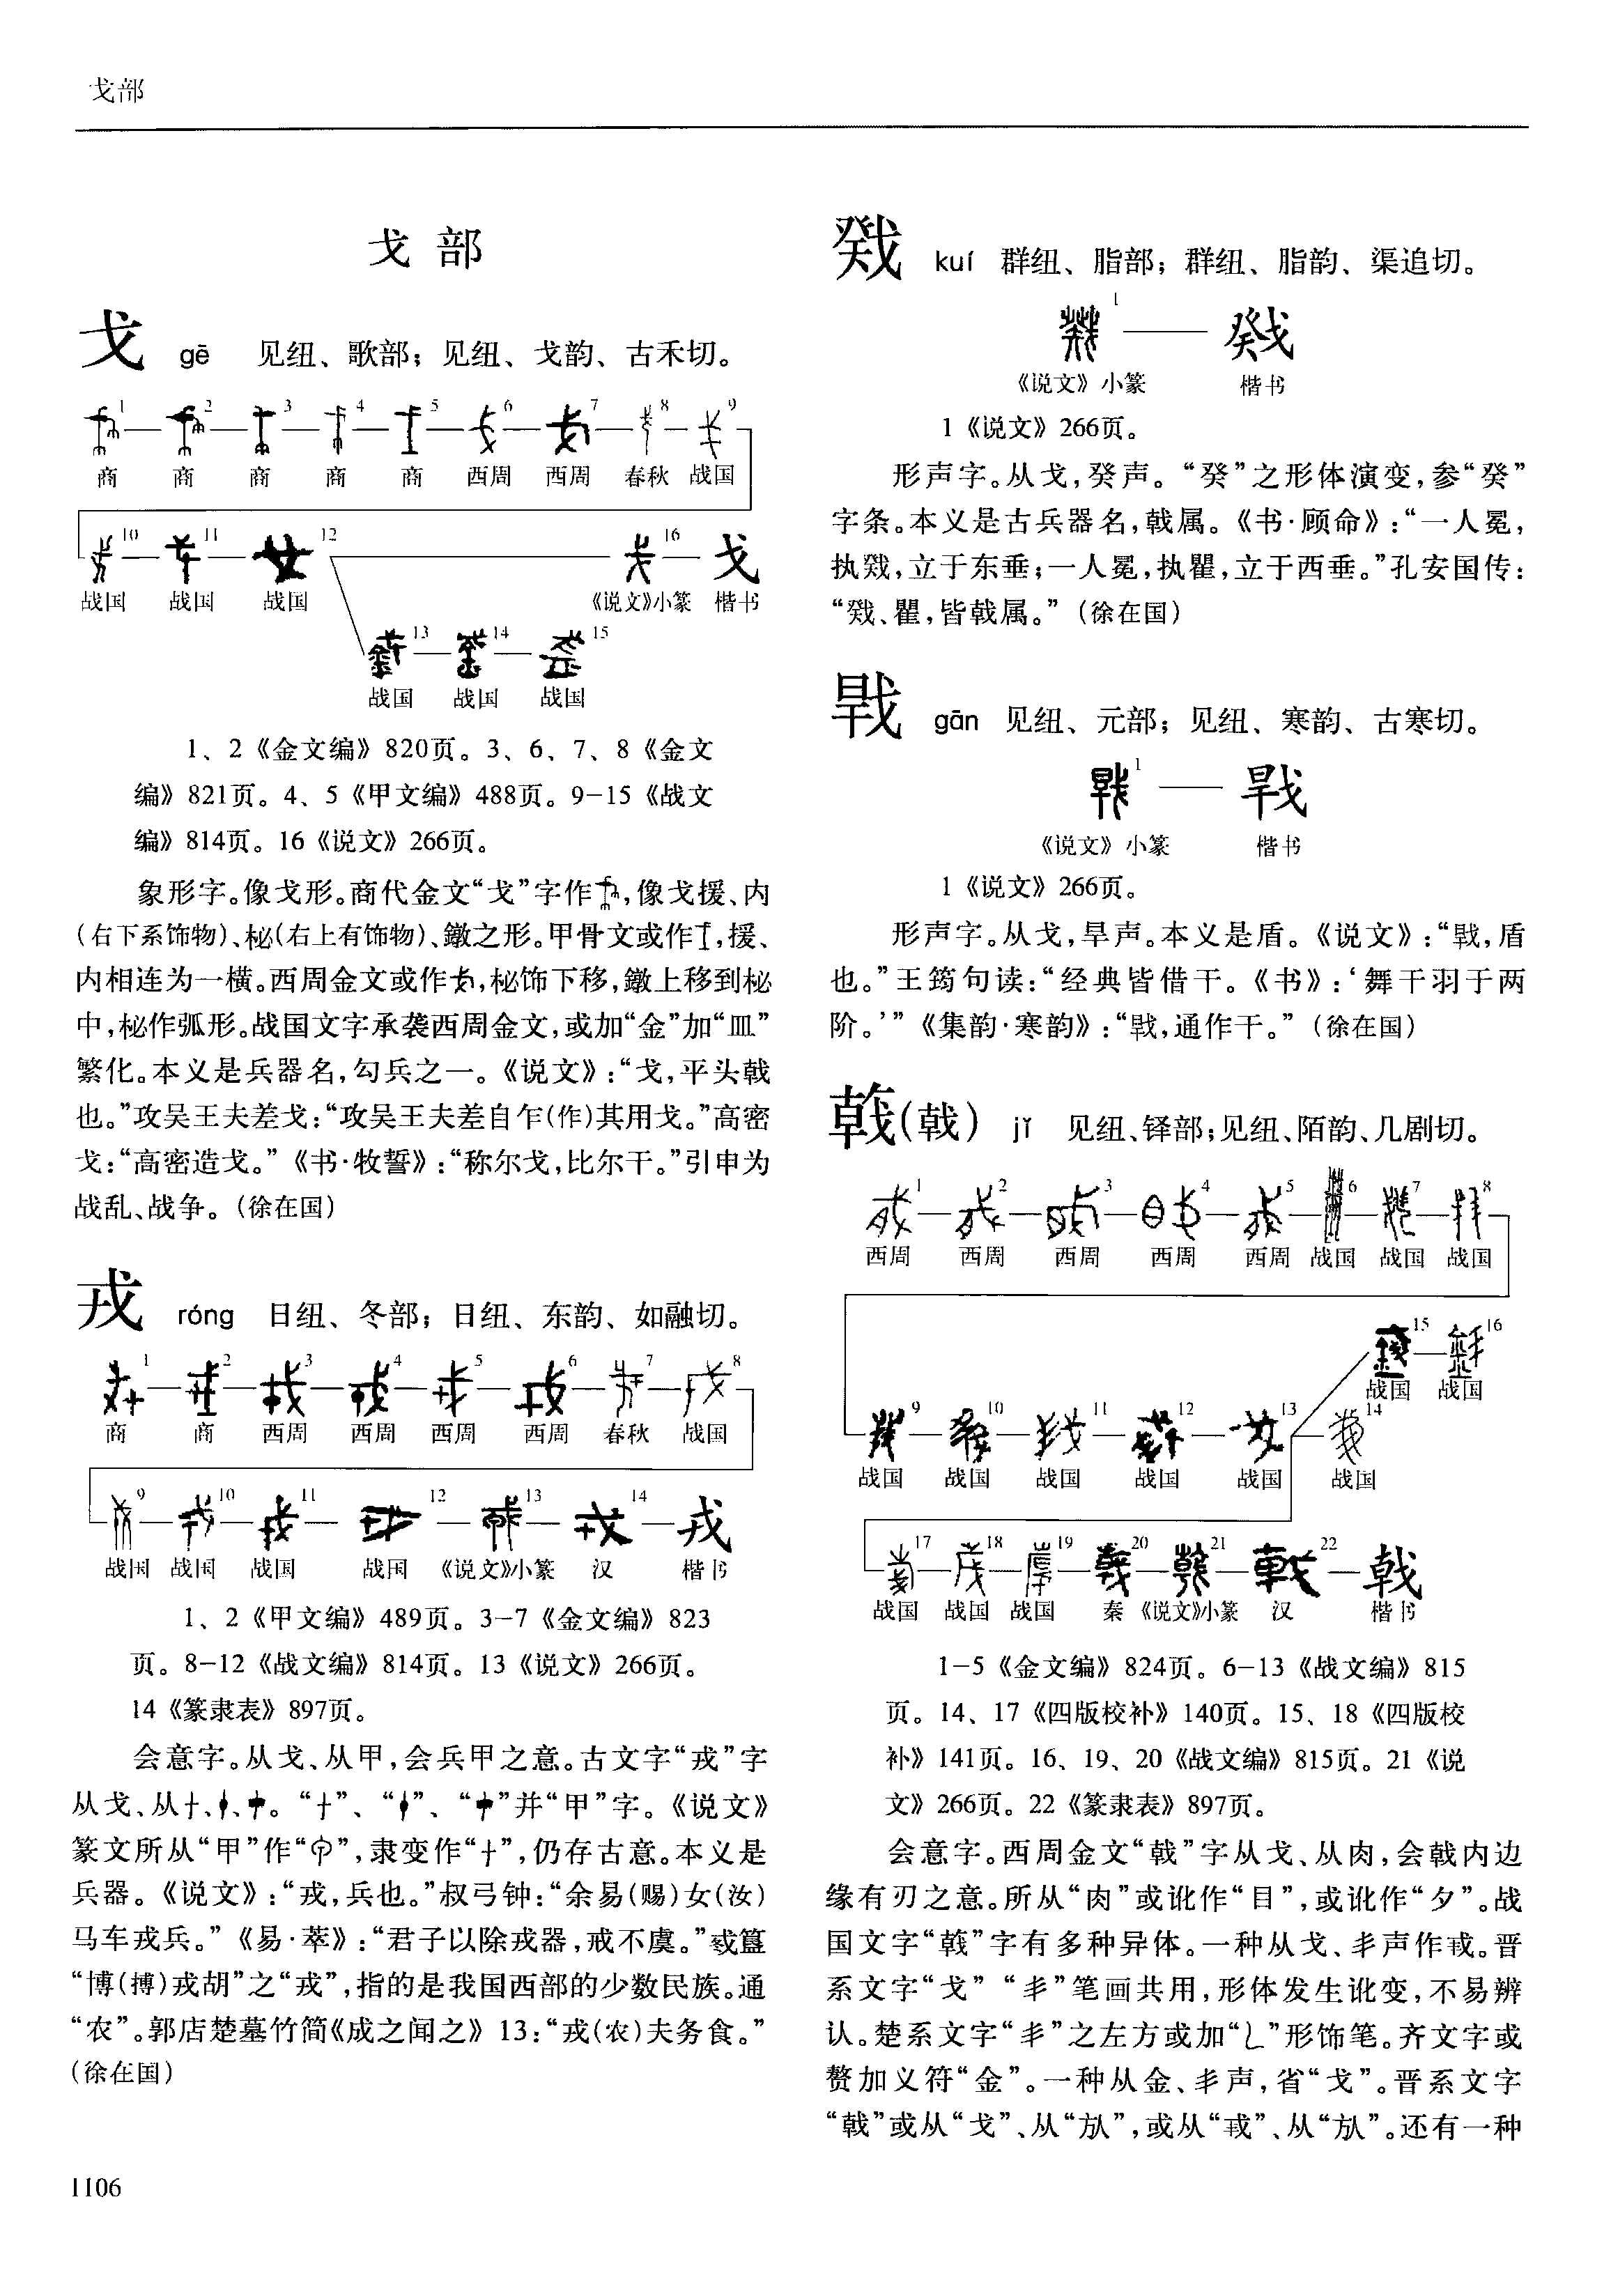 戈部
戈 部
戈 gē 见纽、歌部；见纽、戈韵、古禾切。
1 2 3 4 5 6 7 8 9
商 商 商 商 商 西周 西周 春秋 战国
10 11 12 16 戈
战国 战国 战国 《说文》小篆 楷书
13 14 15
战国 战国 战国
1、2《金文编》820页。3、6、7、8《金文
编》821页。4、5《甲文编》488页。9-15《战文
编》814页。16《说文》266页。
象形字。像戈形。商代金文“戈”字作，像戈援、内
(右下系饰物)、柲(右上有饰物)、鐓之形。甲骨文或作，援、
内相连为一横。西周金文或作，柲饰下移，鐓上移到柲
中，柲作弧形。战国文字承袭西周金文，或加“金”加“皿”
繁化。本义是兵器名，勾兵之一。《说文》：“戈，平头戟
也。”攻吴王夫差戈：“攻吴王夫差自乍(作)其用戈。”高密
戈：“高密造戈。”《书·牧誓》：“称尔戈，比尔干。”引申为
战乱、战争。(徐在国)
戎 róng 日纽、冬部；日纽、东韵、如融切。
1 2 3 4 5 6 7 8
商 商 西周 西周 西周 西周 春秋 战国
9 10 11 12 13 14 戎
战国 战国 战国 战国 《说文》小篆 汉 楷书
1、2《甲文编》489页。3-7《金文编》823
页。8-12《战文编》814页。13《说文》266页。
14《篆隶表》897页。
会意字。从戈、从甲，会兵甲之意。古文字“戎”字
从戈、从十、、。“十”、“”、“”并“甲”字。《说文》
篆文所从“甲”作“”，隶变作“十”，仍存古意。本义是
兵器。《说文》：“戎，兵也。”叔弓钟：“余易(赐)女(汝)
马车戎兵。”《易·萃》：“君子以除戎器，戒不虞。”簋
“博(搏)戎胡”之“戎”，指的是我国西部的少数民族。通
“农”。郭店楚墓竹简《成之闻之》13：“戎(农)夫务食。”
(徐在国)
戣 kuí 群纽、脂部；群纽、脂韵、渠追切。
1 戣
《说文》小篆 楷书
1《说文》266页。
形声字。从戈，癸声。“癸”之形体演变，参“癸”
字条。本义是古兵器名，戟属。《书·顾命》：“一人冕，
执戣，立于东垂；一人冕，执瞿，立于西垂。”孔安国传：
“戣、瞿，皆戟属。”(徐在国)
戰 gān 见纽、元部；见纽、寒韵、古寒切。
1
《说文》小篆 楷书
1《说文》266页。
形声字。从戈，旱声。本义是盾。《说文》：“，盾
也。”王筠句读：“经典皆借干。《书》：‘舞干羽于两
阶。’”《集韵·寒韵》：“，通作干。”(徐在国)
(戟) jǐ 见纽、铎部；见纽、陌韵、几剧切。
1 2 3 4 5 6 7 8
西周 西周 西周 西周 西周 战国 战国 战国
15 16
战国 战国
9 10 11 12 13 14
战国 战国 战国 战国 战国 战国
17 18 19 20 21 22 戟
战国 战国 战国 秦 《说文》小篆 汉 楷书
1-5《金文编》824页。6-13《战文编》815
页。14、17《四版校补》140页。15、18《四版校
补》141页。16、19、20《战文编》815页。21《说
文》266页。22《篆隶表》897页。
会意字。西周金文“戟”字从戈、从肉，会戟内边
缘有刃之意。所从“肉”或讹作“目”，或讹作“夕”。战
国文字“”字有多种异体。一种从戈、丯声作。晋
系文字“戈”“丯”笔画共用，形体发生讹变，不易辨
认。楚系文字“丯”之左方或加“”形饰笔。齐文字或
赘加义符“金”。一种从金、丯声，省“戈”。晋系文字
“戟”或从“戈”、从“㫃”，或从“”、从“㫃”。还有一种
1106